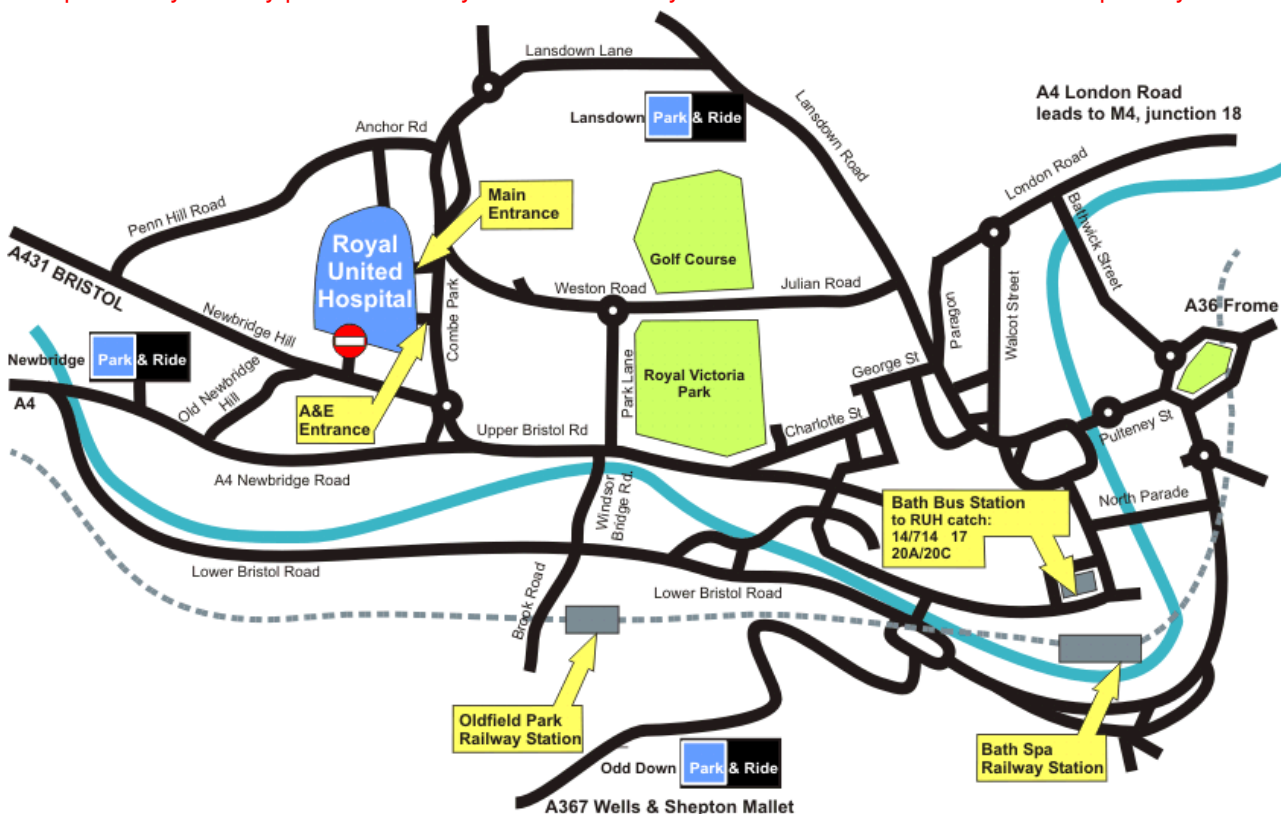 Lansdown Lane
A4 London Road
leads to M4, junction 18
Lansdown
Park & Ride
Lansdown Road
Anchor Rd
London Road
Main
Entrance
Bathwick Street
Penn Hill Road
Royal
United
Hospital
A431 BRISTOL
Golf Course
Weston Road
Julian Road
Combe Park
Paragon
Walcot Street
A36 Frome
Newbridge Hill
Newbridge
Park & Ride
A4
Old Newbridge
Hill
A&E
Entrance
Park Lane
Royal Victoria
Park
George St
Charlotte St
Pulteney St
Upper Bristol Rd
A4 Newbridge Road
Windsor
Bridge Rd.
Bath Bus Station
to RUH catch:
14/714 17
20A/20C
North Parade
Lower Bristol Road
Lower Bristol Road
Brook Road
Oldfield Park
Railway Station
Bath Spa
Railway Station
Odd Down
Park & Ride
A367 Wells & Shepton Mallet